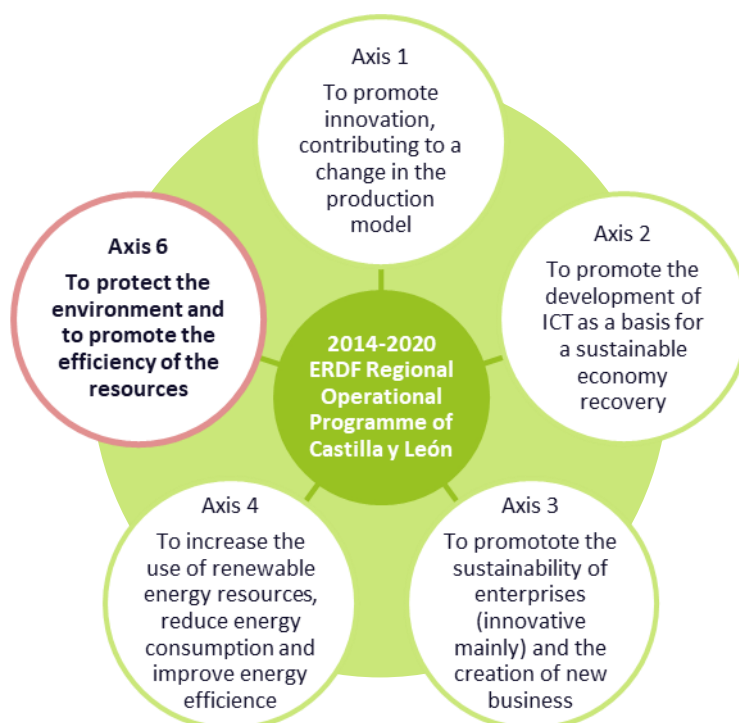 Axis 1
To promote
innovation,
contributing to a
change in the
production
model
Axis 2
To promote the
development of
ICT as a basis for
a sustainable
economy
recovery
Axis 3
To promotote the
sustainability of
enterprises
(innovative
mainly) and the
creation of new
business
Axis 4
To increase the
use of renewable
energy resources,
reduce energy
consumption and
improve energy
efficience
Axis 6
To protect the
environment and
to promote the
efficiency of the
resources
2014-2020
ERDF Regional
Operational
Programme of
Castilla y León